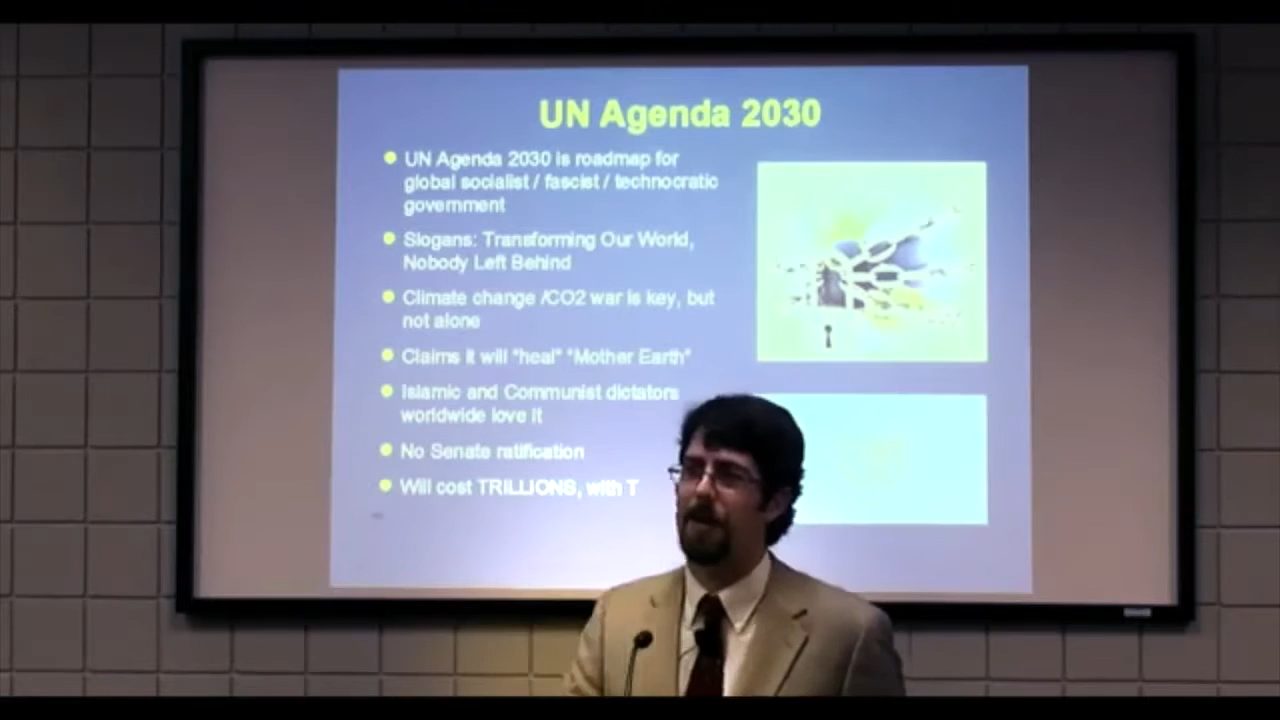 UN Agenda 2030
UN Agenda 2030 is roadmap for
global socialist / fascist / technocratic
government
Slogans: Transforming Our World,
Nobody Left Behind
Climate change /CO2 war is key, but
not alone
Claims it will "heal" "Mother Earth"
Islamic and Communist dictators
worldwide love it
No Senate ratification
Will cost TRILLIONS, with T